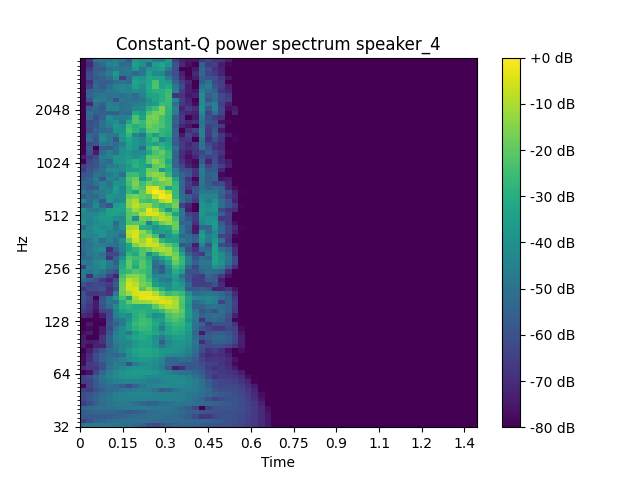 Constant-Q power spectrum speaker_4
Hz
2048
1024
512
256
128
64
32
0 0.15 0.3 0.45 0.6 0.75 0.9 1.1 1.2 1.4
Time
+0 dB
-10 dB
-20 dB
-30 dB
-40 dB
-50 dB
-60 dB
-70 dB
-80 dB